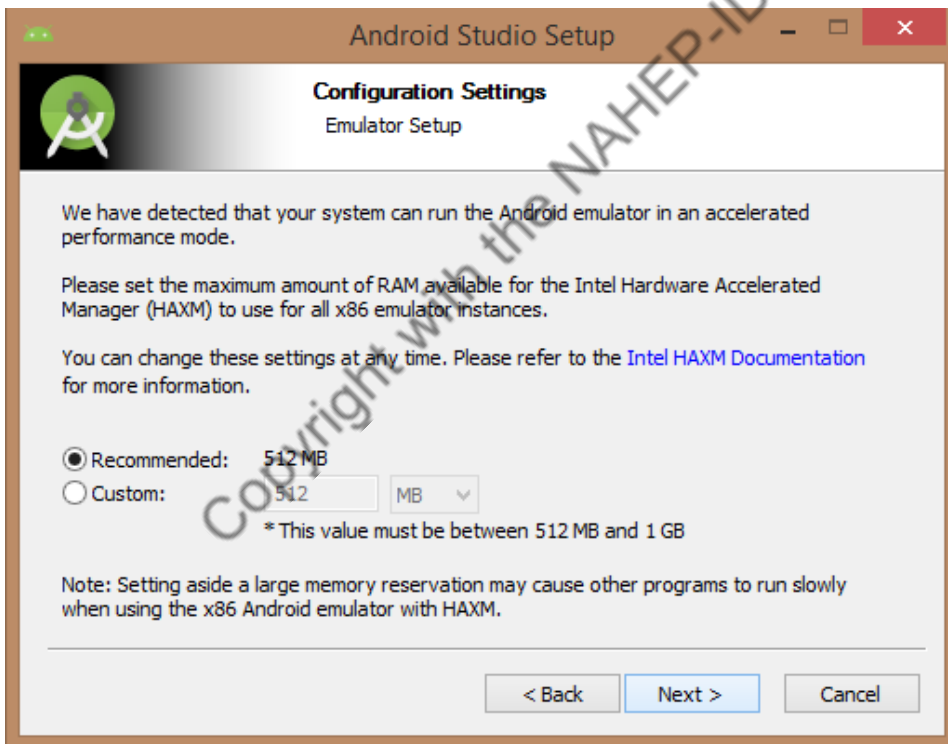 Android Studio Setup
Configuration Settings
Emulator Setup
We have detected that your system can run the Android emulator in an accelerated
performance mode.
Please set the maximum amount of RAM available for the Intel Hardware Accelerated
Manager (HAXM) to use for all x86 emulator instances.
You can change these settings at any time. Please refer to the Intel HAXM Documentation
for more information.
Recommended: 512 MB
Custom: 512 MB
* This value must be between 512 MB and 1 GB
Note: Setting aside a large memory reservation may cause other programs to run slowly
when using the x86 Android emulator with HAXM.
< Back Next > Cancel
Copyright with the NAHEP-